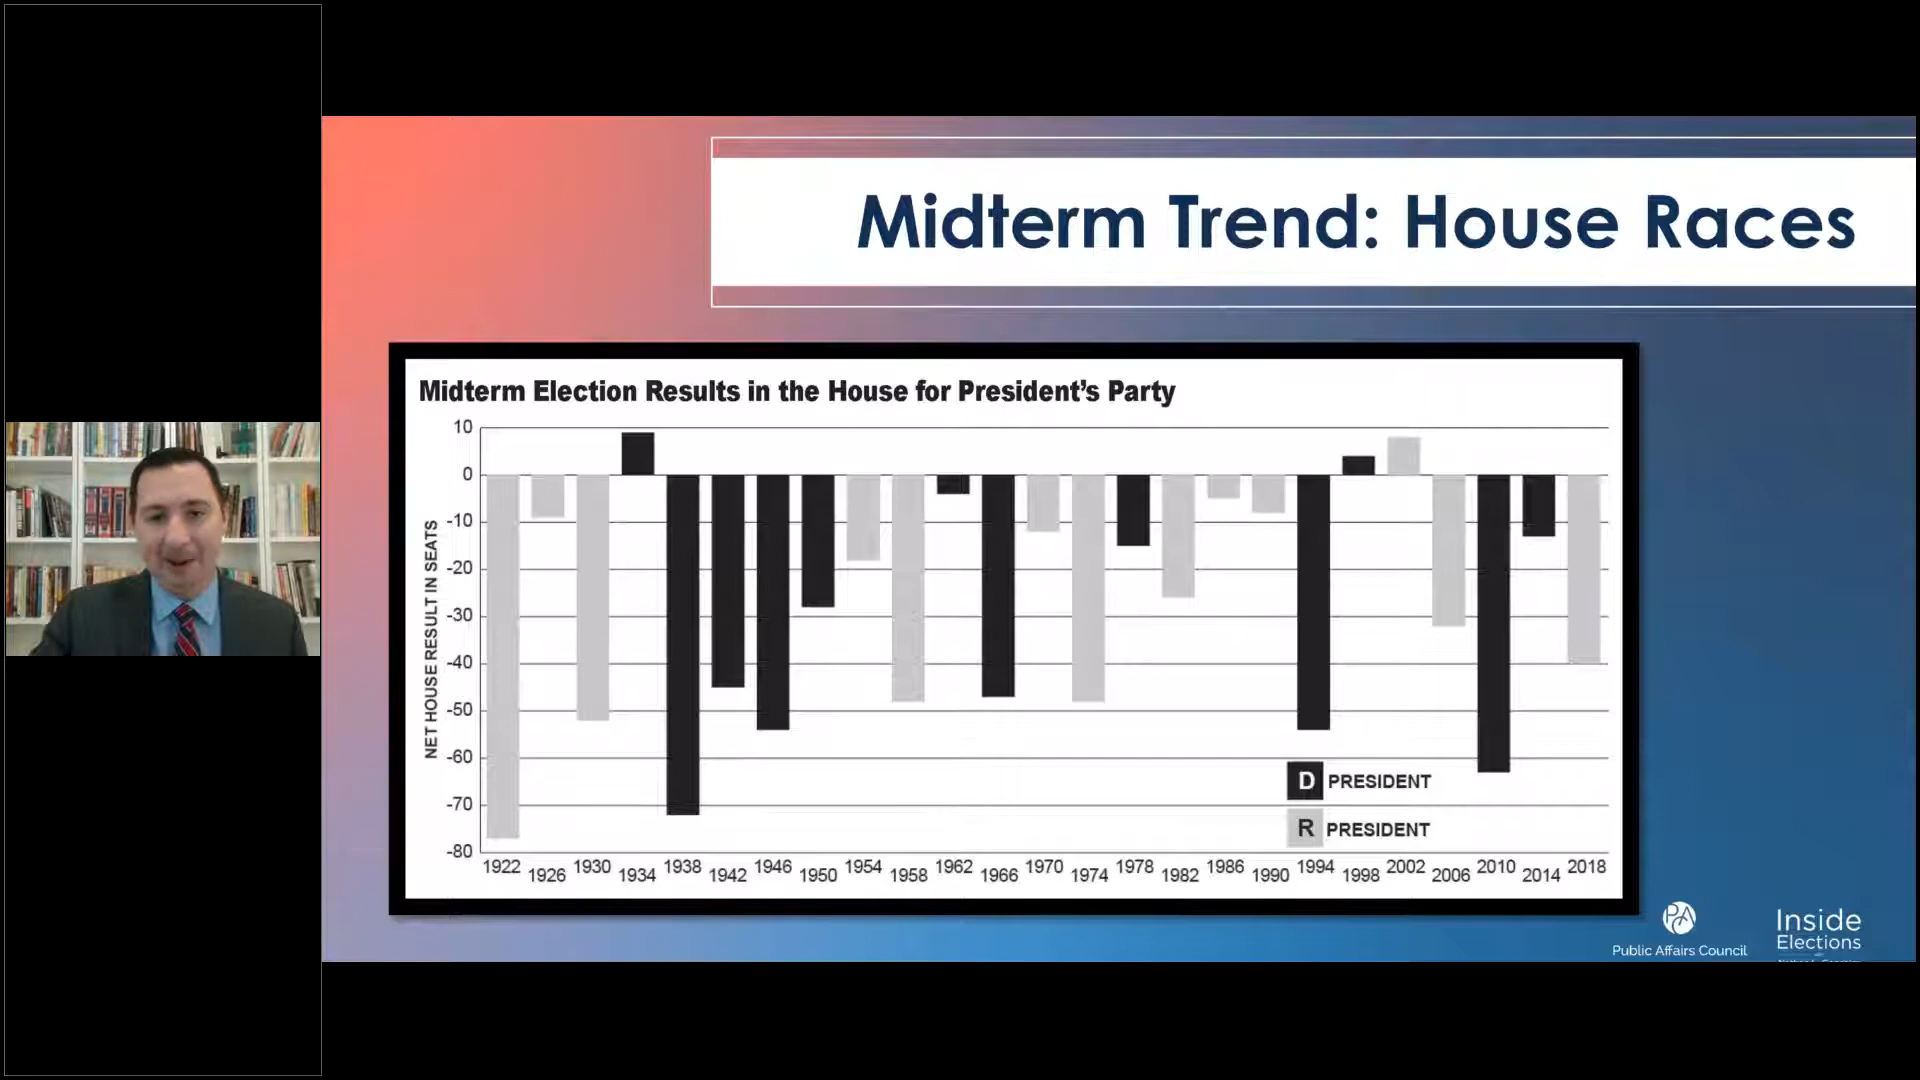 Midterm Trend: House Races
Midterm Election Results in the House for President's Party
NET HOUSE RESULT IN SEATS
10
0
-10
-20
-30
-40
-50
-60
-70
-80
D PRESIDENT
R PRESIDENT
1922 1926 1930 1934 1938 1942 1946 1950 1954 1958 1962 1966 1970 1974 1978 1982 1986 1990 1994 1998 2002 2006 2010 2014 2018
PCA
Public Affairs Council
Inside
Elections